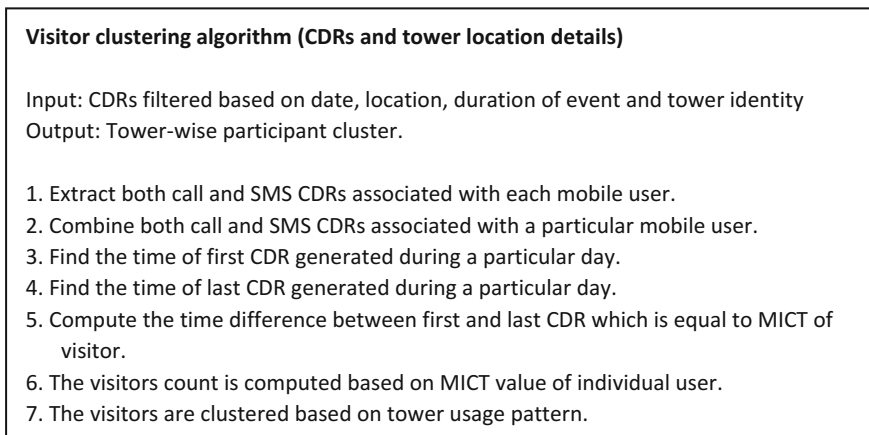 Visitor clustering algorithm (CDRs and tower location details)
Input: CDRs filtered based on date, location, duration of event and tower identity
Output: Tower-wise participant cluster.
1. Extract both call and SMS CDRs associated with each mobile user.
2. Combine both call and SMS CDRs associated with a particular mobile user.
3. Find the time of first CDR generated during a particular day.
4. Find the time of last CDR generated during a particular day.
5. Compute the time difference between first and last CDR which is equal to MICT of
visitor.
6. The visitors count is computed based on MICT value of individual user.
7. The visitors are clustered based on tower usage pattern.